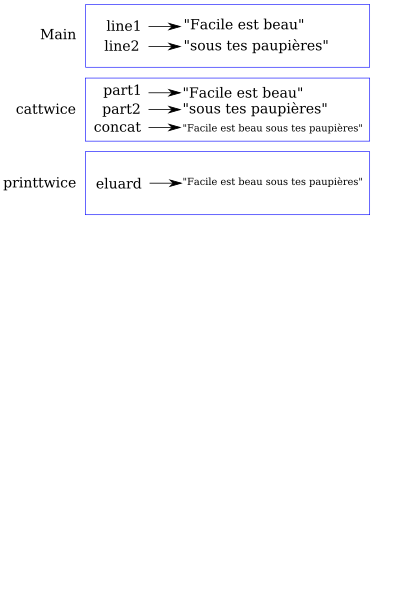 Main
line1 "Facile est beau"
line2 "sous tes paupières"
cattwice
part1 "Facile est beau"
part2 "sous tes paupières"
concat "Facile est beau sous tes paupières"
printtwice
eluard "Facile est beau sous tes paupières"